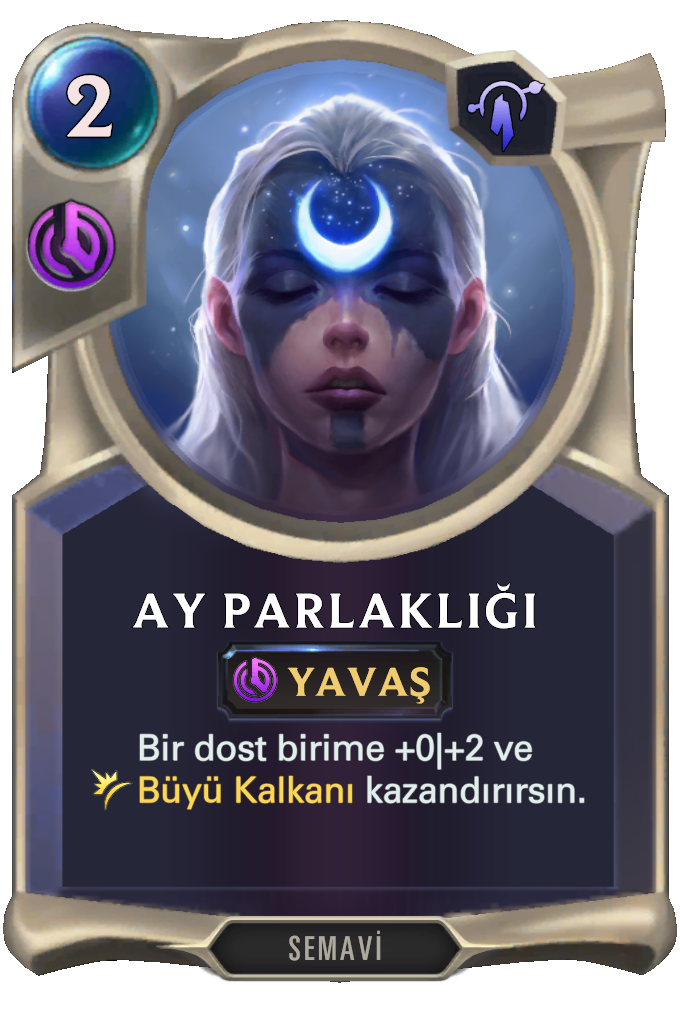 2
AY PARLAKLIĞI
YAVAŞ
Bir dost birime +0|+2 ve
Büyü Kalkanı kazandırırsın.
SEMAVİ